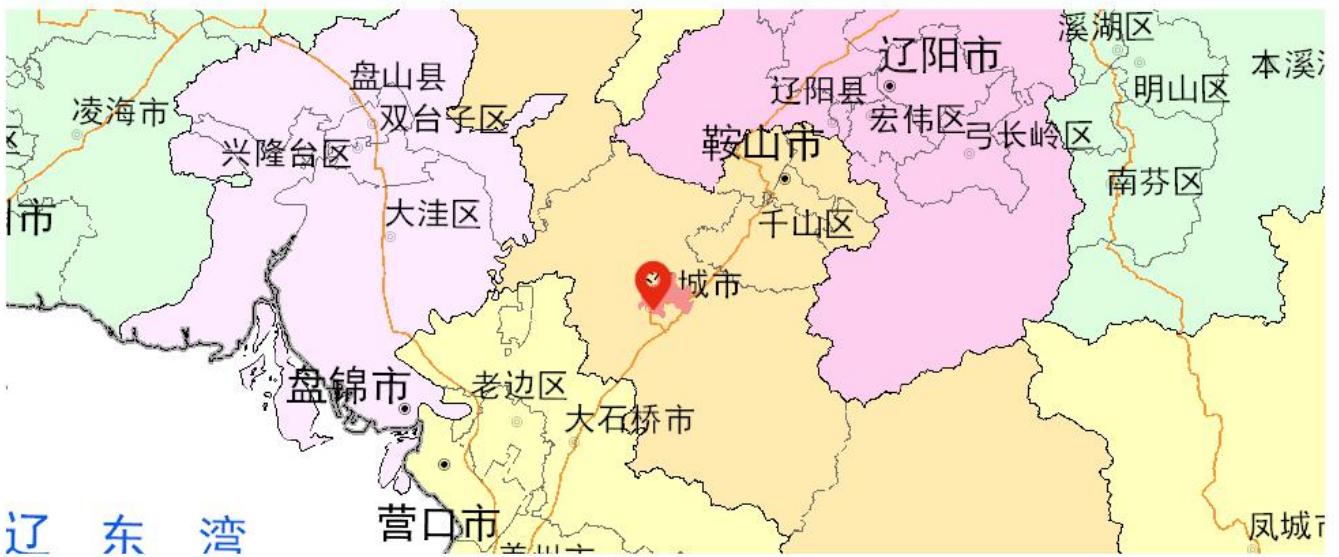 溪湖区
辽阳市
本溪
盘山县
明山区
辽阳县
凌海市
双台子区
宏伟区
弓长岭区
鞍山市
区
兴隆台区
南芬区
市
大洼区
千山区
城市
盘锦市
老边区
大石桥市
营口市
辽东湾
凤城市